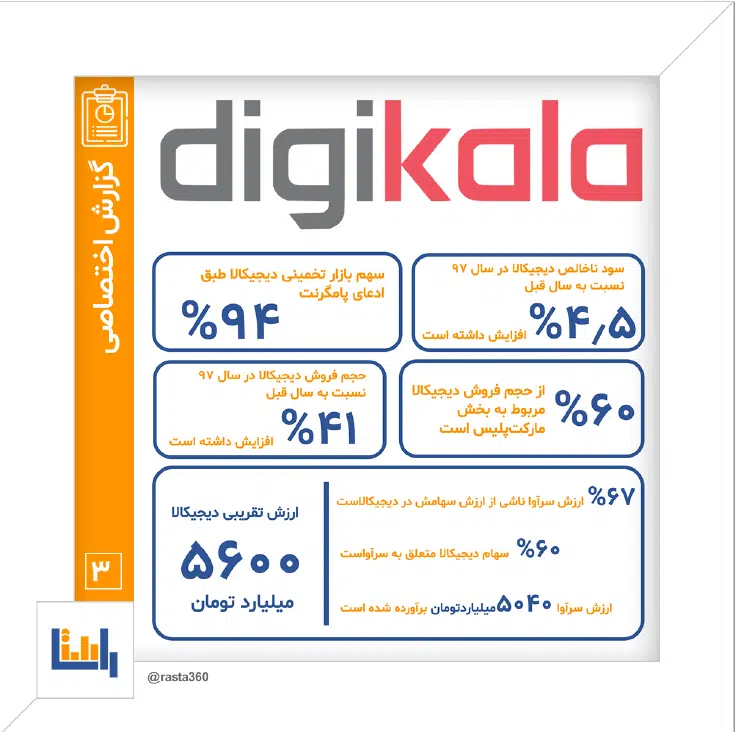 گزارش اختصاصی
۳
digikala
سود ناخالص دیجیکالا در سال ۹۷
نسبت به سال قبل
%۴٫۵ افزایش داشته است
سهم بازار تخمینی دیجیکالا طبق
ادعای پامگرنت
%۹۴
%۶۰
از حجم فروش دیجیکالا
مربوط به بخش
مارکت‌پلیس است
حجم فروش دیجیکالا در سال ۹۷
نسبت به سال قبل
%۴۱ افزایش داشته است
%۶۷ ارزش سرآوا ناشی از ارزش سهامش در دیجیکالاست
%۶۰ سهام دیجیکالا متعلق به سرآواست
ارزش سرآوا ۵۰۴۰میلیاردتومان برآورده شده است
ارزش تقریبی دیجیکالا
۵۶۰۰
میلیارد تومان
راستا
@rasta360